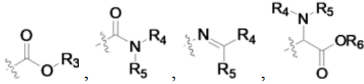 O O R₃ ,
O N R₄ R₅ ,
N R₄ R₅ ,
R₄ N R₅ O OR₆